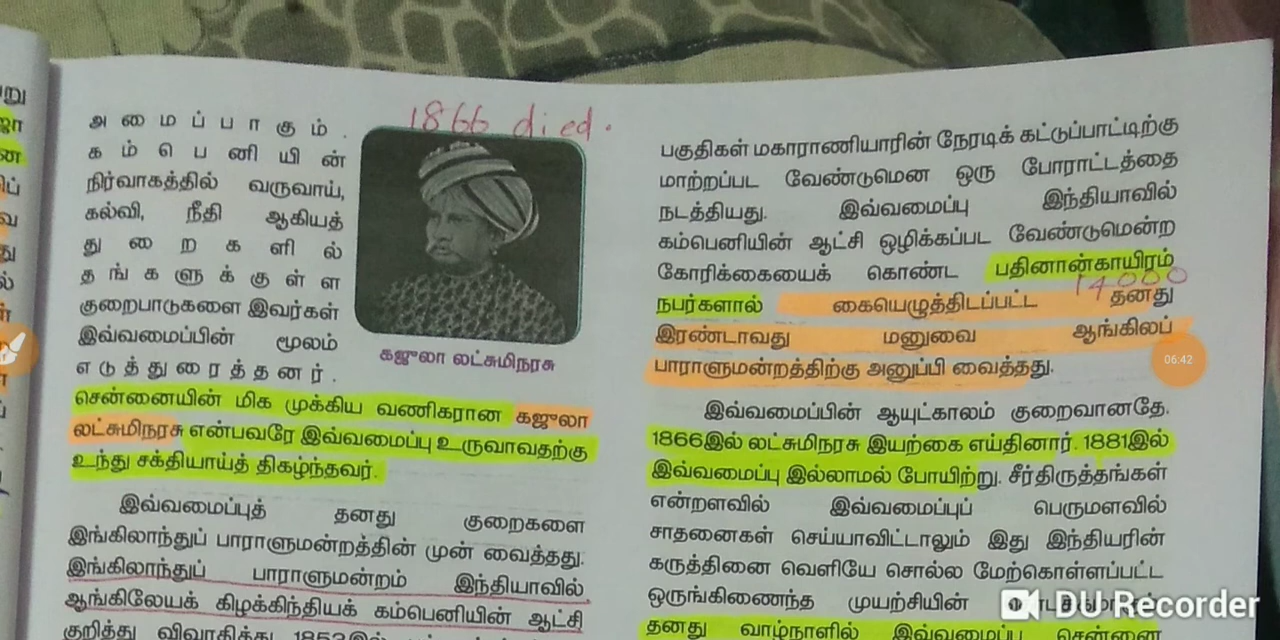 1866 died.
அமைப்பாகும்.
கம்பெனியின்
நிர்வாகத்தில் வருவாய்,
கல்வி, நீதி ஆகியத்
துறைகளில்
தங்களுக்குள்ள
குறைபாடுகளை இவர்கள்
இவ்வமைப்பின் மூலம்
எடுத்துரைத்தனர்.
கஜுலா லட்சுமிநரசு
சென்னையின் மிக முக்கிய வணிகரான கஜுலா
லட்சுமிநரசு என்பவரே இவ்வமைப்பு உருவாவதற்கு
உந்து சக்தியாய்த் திகழ்ந்தவர்.
இவ்வமைப்புத் தனது குறைகளை
இங்கிலாந்துப் பாராளுமன்றத்தின் முன் வைத்தது.
இங்கிலாந்துப் பாராளுமன்றம் இந்தியாவில்
ஆங்கிலேயக் கிழக்கிந்தியக் கம்பெனியின் ஆட்சி
குறித்து விவாதித்து
பகுதிகள் மகாராணியாரின் நேரடிக் கட்டுப்பாட்டிற்கு
மாற்றப்பட வேண்டுமென ஒரு போராட்டத்தை
நடத்தியது. இவ்வமைப்பு இந்தியாவில்
கம்பெனியின் ஆட்சி ஒழிக்கப்பட வேண்டுமென்ற
கோரிக்கையைக் கொண்ட பதினான்காயிரம்
14000
நபர்களால் கையெழுத்திடப்பட்ட தனது
இரண்டாவது மனுவை ஆங்கிலப்
பாராளுமன்றத்திற்கு அனுப்பி வைத்தது.
06:42
இவ்வமைப்பின் ஆயுட்காலம் குறைவானதே.
1866இல் லட்சுமிநரசு இயற்கை எய்தினார். 1881இல்
இவ்வமைப்பு இல்லாமல் போயிற்று. சீர்திருத்தங்கள்
என்றளவில் இவ்வமைப்புப் பெருமளவில்
சாதனைகள் செய்யாவிட்டாலும் இது இந்தியரின்
கருத்தினை வெளியே சொல்ல மேற்கொள்ளப்பட்ட
ஒருங்கிணைந்த முயற்சியின்
DU Recorder
தனது வாழ்நாளில் இவ்வமைப்பு சென்னை